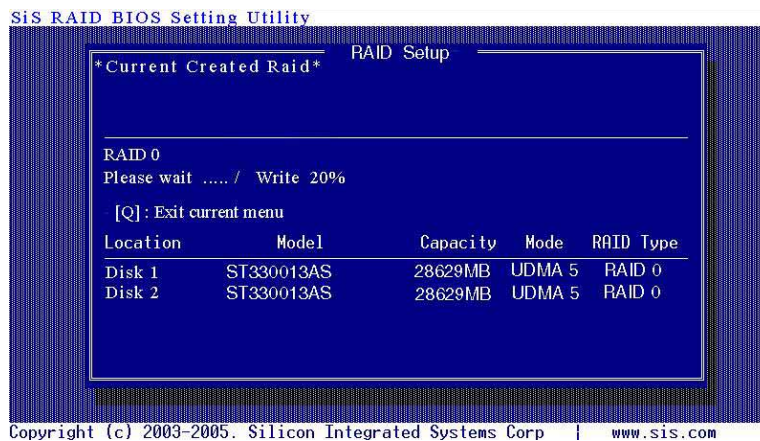 SiS RAID BIOS Setting Utility
RAID Setup
*Current Created Raid*
RAID 0
Please wait ..... / Write 20%
[Q] : Exit current menu
Location Model Capacity Mode RAID Type
Disk 1 ST330013AS 28629MB UDMA 5 RAID 0
Disk 2 ST330013AS 28629MB UDMA 5 RAID 0
Copyright (c) 2003-2005. Silicon Integrated Systems Corp | www.sis.com